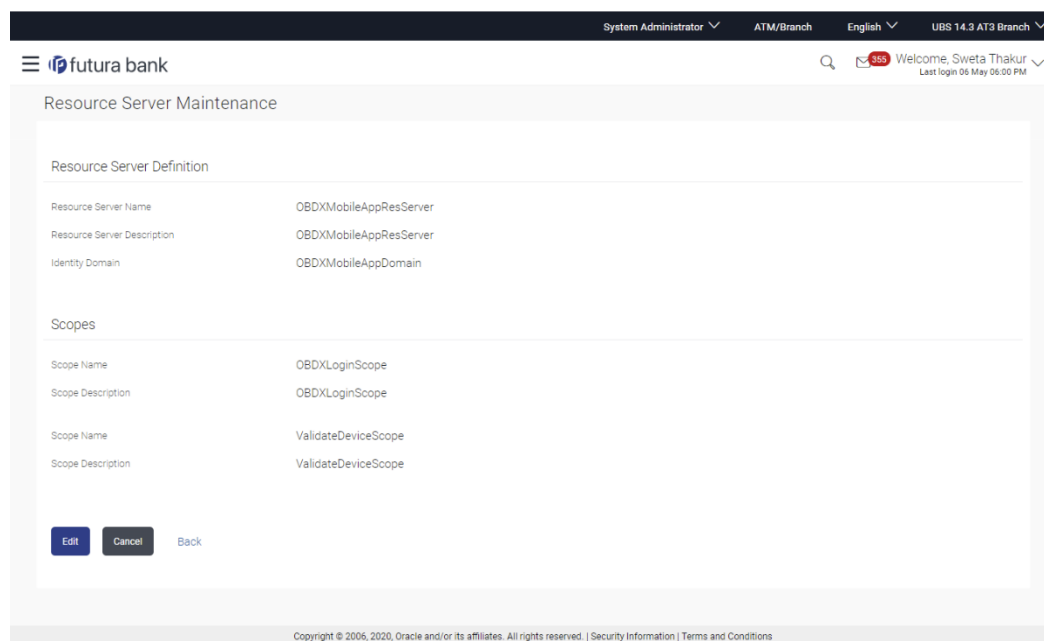 System Administrator ATM/Branch English UBS 14.3 AT3 Branch
futura bank 355 Welcome, Sweta Thakur
Last login 06 May 06:00 PM
Resource Server Maintenance
Resource Server Definition
Resource Server Name OBDXMobileAppResServer
Resource Server Description OBDXMobileAppResServer
Identity Domain OBDXMobileAppDomain
Scopes
Scope Name OBDXLoginScope
Scope Description OBDXLoginScope
Scope Name ValidateDeviceScope
Scope Description ValidateDeviceScope
Edit Cancel Back
Copyright © 2006, 2020, Oracle and/or its affiliates. All rights reserved. | Security Information | Terms and Conditions